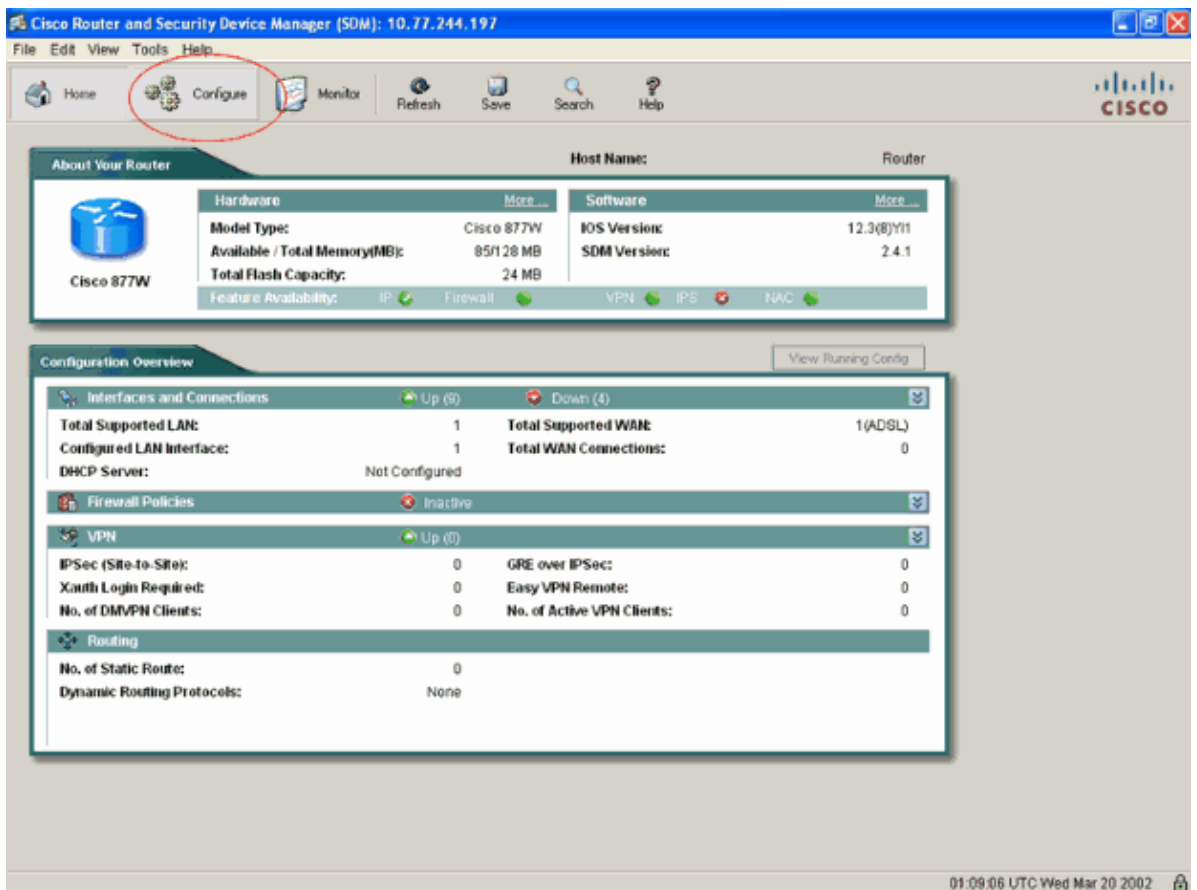 Cisco Router and Security Device Manager (SDM): 10.77.244.197
File Edit View Tools Help
Home Configure Monitor Refresh Save Search Help
CISCO
About Your Router
Host Name: Router
Cisco 877W
Hardware More ...
Model Type: Cisco 877W
Available / Total Memory(MB): 85/128 MB
Total Flash Capacity: 24 MB
Software More ...
IOS Version: 12.3(8)YI1
SDM Version: 2.4.1
Feature Availability: IP Firewall VPN IPS NAC
Configuration Overview
View Running Config
Interfaces and Connections Up (9) Down (4)
Total Supported LAN: 1 Total Supported WAN: 1(ADSL)
Configured LAN Interface: 1 Total WAN Connections: 0
DHCP Server: Not Configured
Firewall Policies Inactive
VPN Up (0)
IPSec (Site-to-Site): 0 GRE over IPSec: 0
Xauth Login Required: 0 Easy VPN Remote: 0
No. of DMVPN Clients: 0 No. of Active VPN Clients: 0
Routing
No. of Static Route: 0
Dynamic Routing Protocols: None
01:09:06 UTC Wed Mar 20 2002